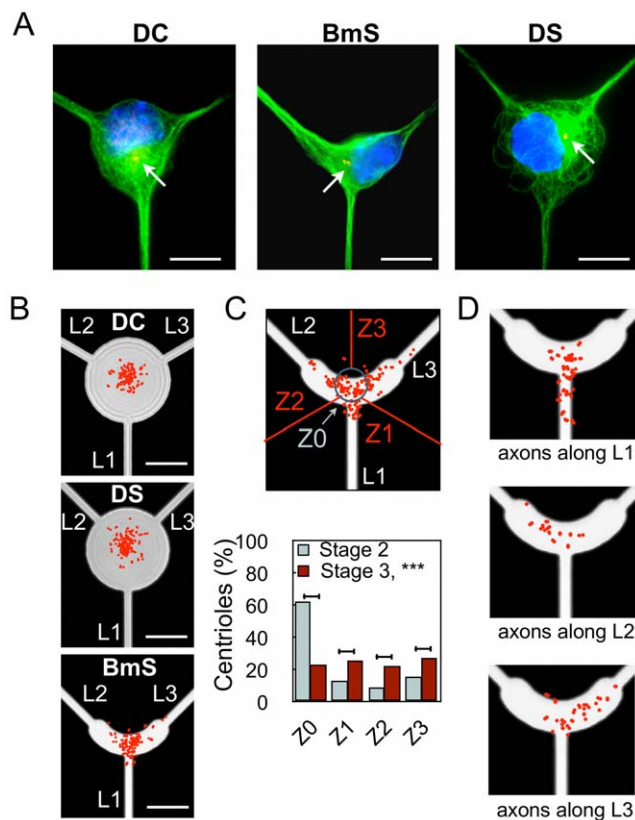 A
DC
BmS
DS
B
L2
DC
L3
L1
L2
DS
L3
L1
BmS
L2
L3
L1
C
L2
Z3
L3
Z2
Z0
Z1
L1
Centrioles (%)
100
80
60
40
20
0
Stage 2
Stage 3, ***
Z0
Z1
Z2
Z3
D
axons along L1
axons along L2
axons along L3